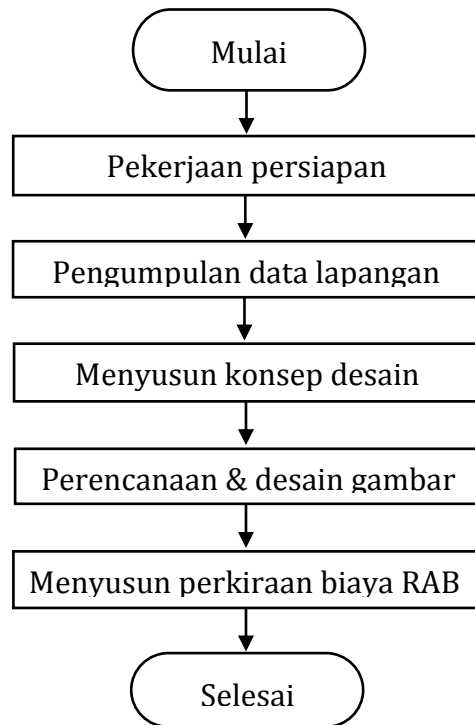 Mulai
Pekerjaan persiapan
Pengumpulan data lapangan
Menyusun konsep desain
Perencanaan & desain gambar
Menyusun perkiraan biaya RAB
Selesai